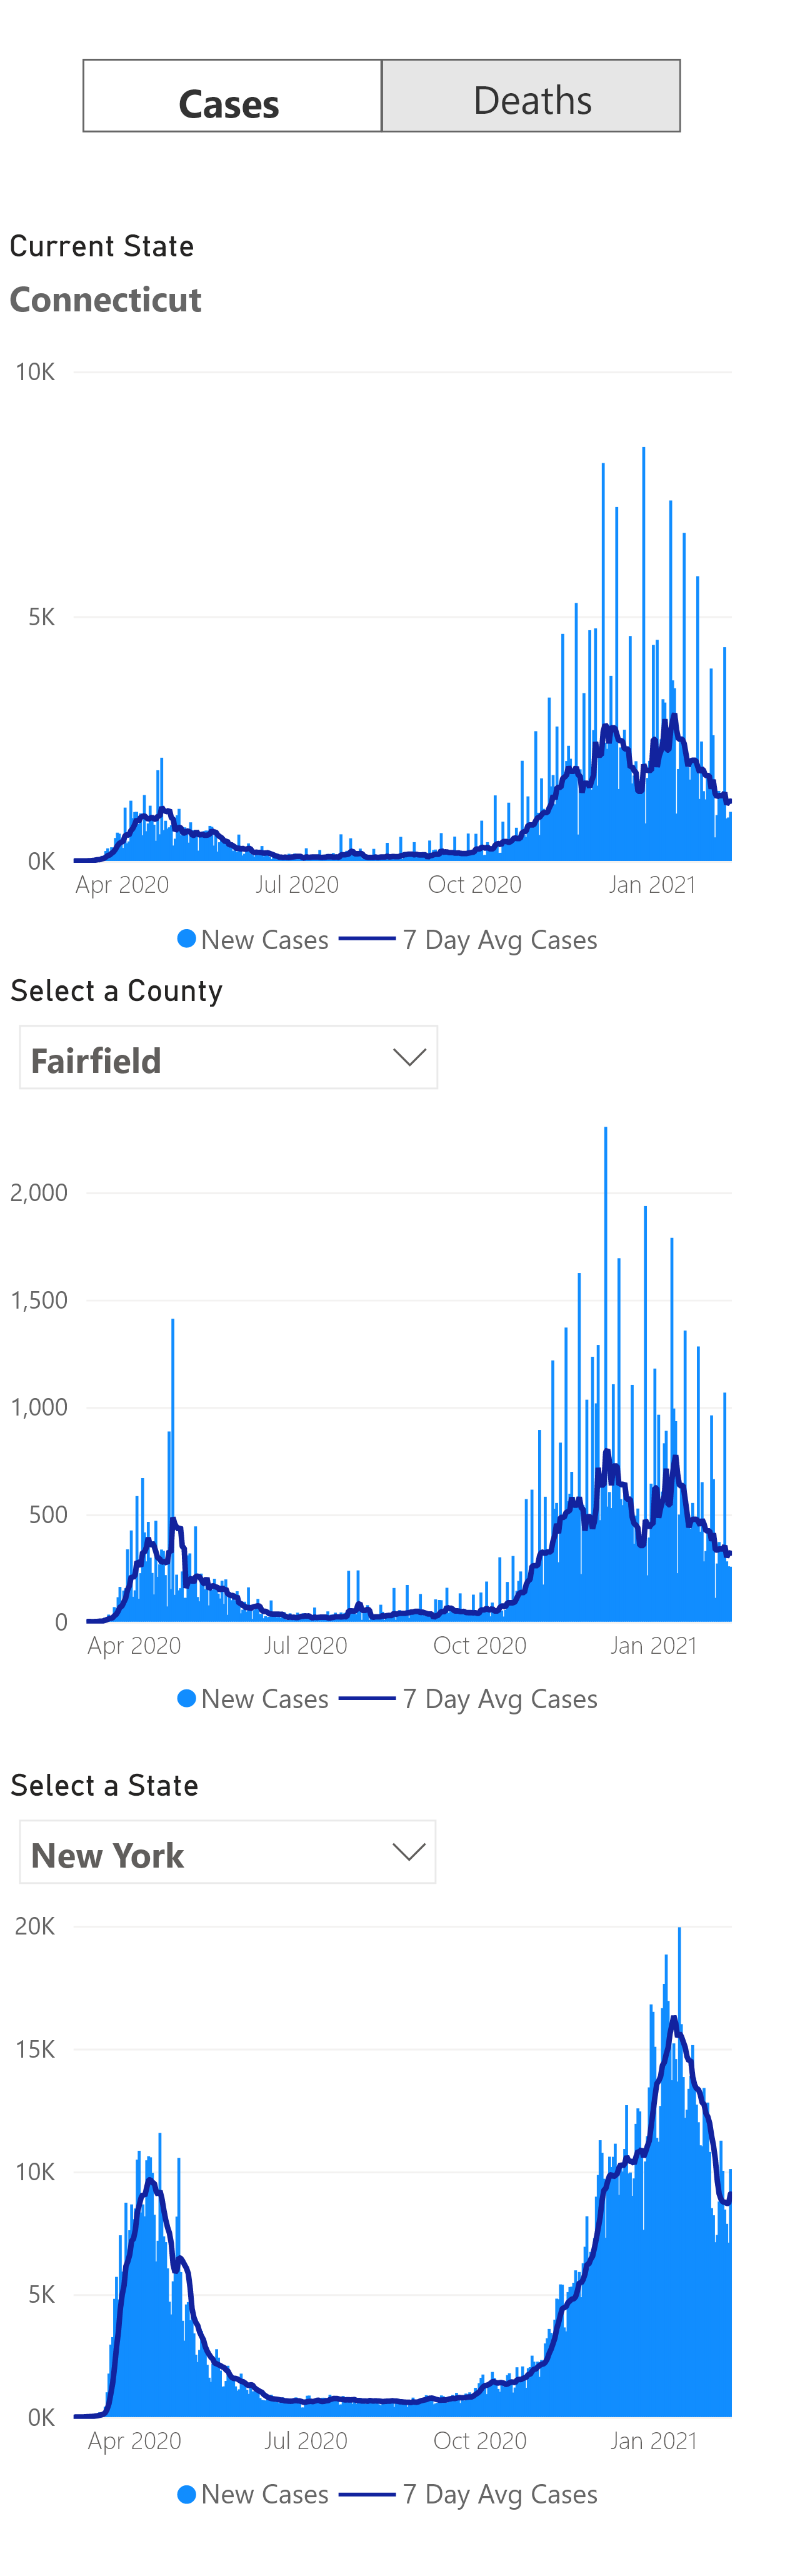 Cases Deaths
Current State
Connecticut
10K
5K
0K
Apr 2020 Jul 2020 Oct 2020 Jan 2021
New Cases 7 Day Avg Cases
Select a County
Fairfield
2,000
1,500
1,000
500
0
Apr 2020 Jul 2020 Oct 2020 Jan 2021
New Cases 7 Day Avg Cases
Select a State
New York
20K
15K
10K
5K
0K
Apr 2020 Jul 2020 Oct 2020 Jan 2021
New Cases 7 Day Avg Cases